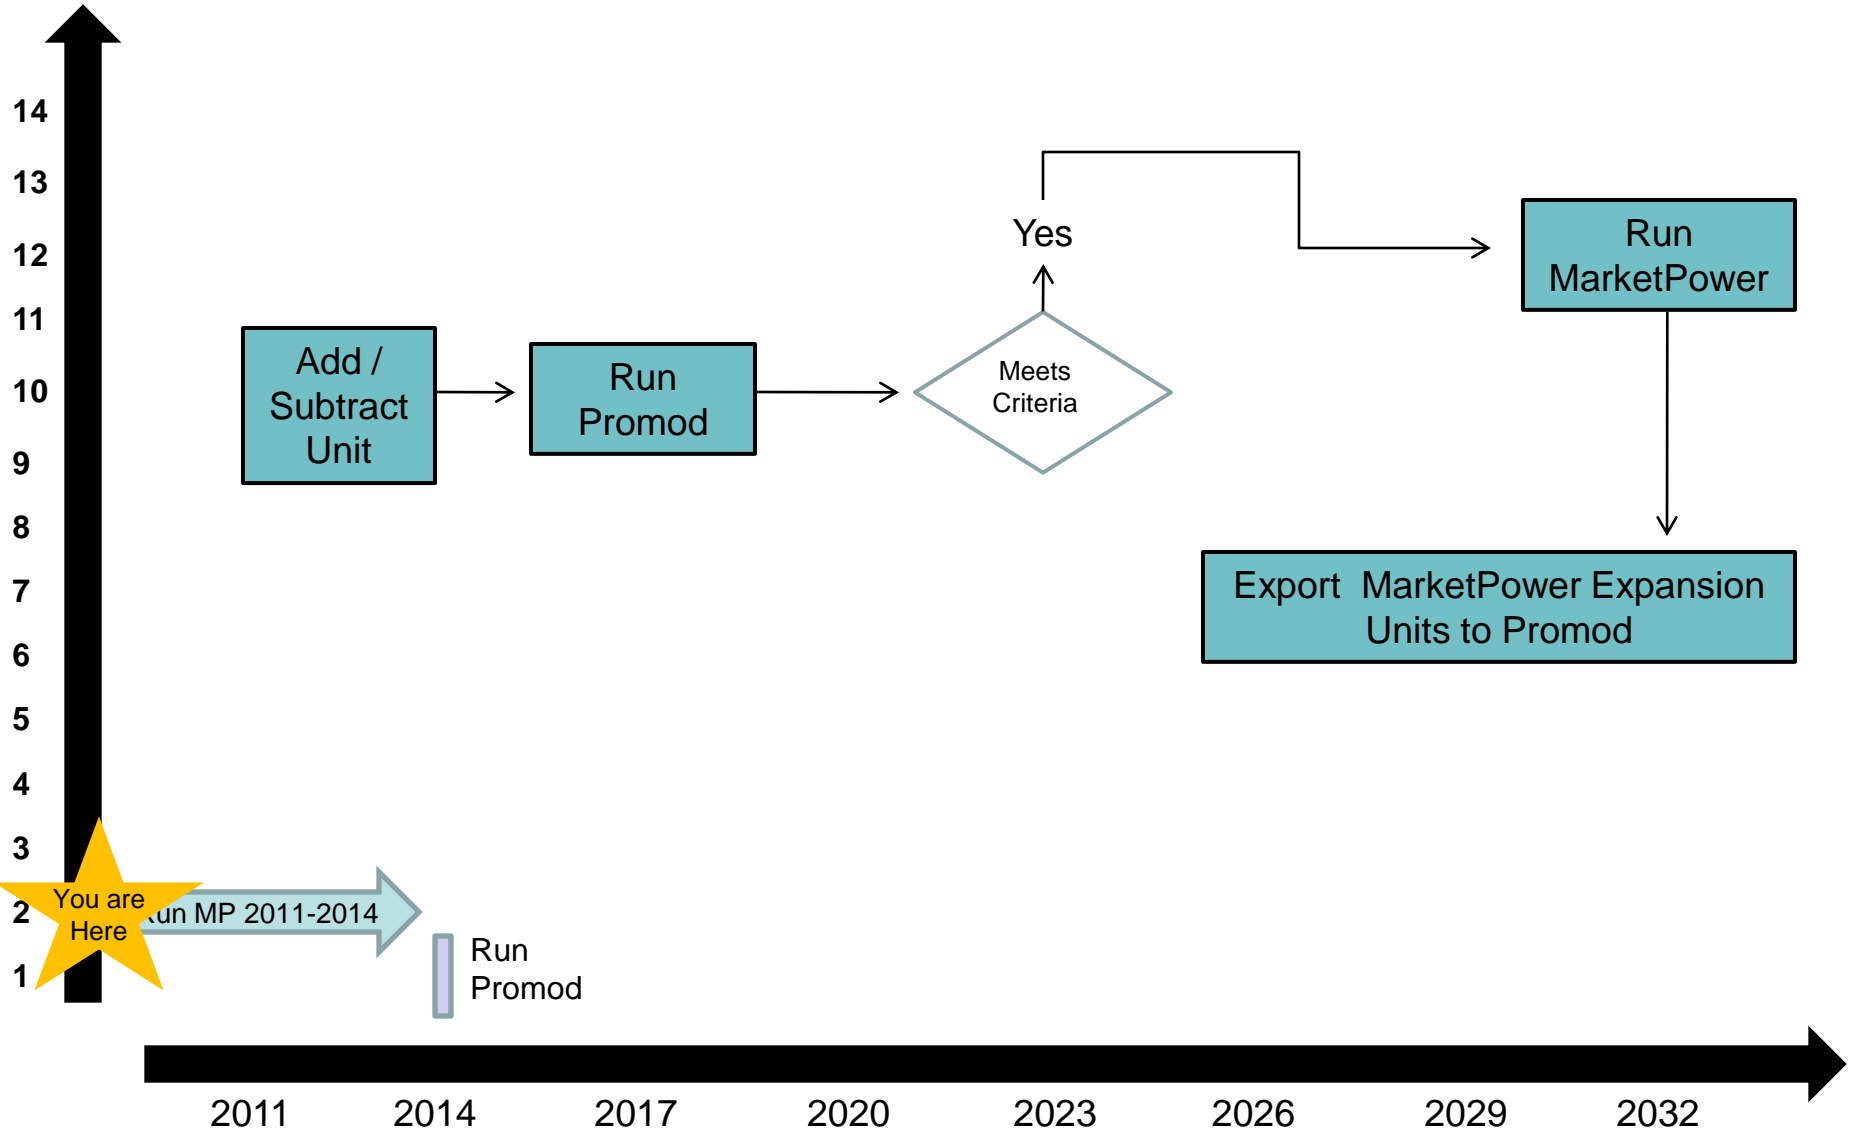 14
13
12
11
10
9
8
7
6
5
4
3
2
1
Add /
Subtract
Unit
Run
Promod
Meets
Criteria
Yes
Run
MarketPower
Export  MarketPower Expansion
Units to Promod
You are
Here
Run MP 2011-2014
Run
Promod
2011
2014
2017
2020
2023
2026
2029
2032